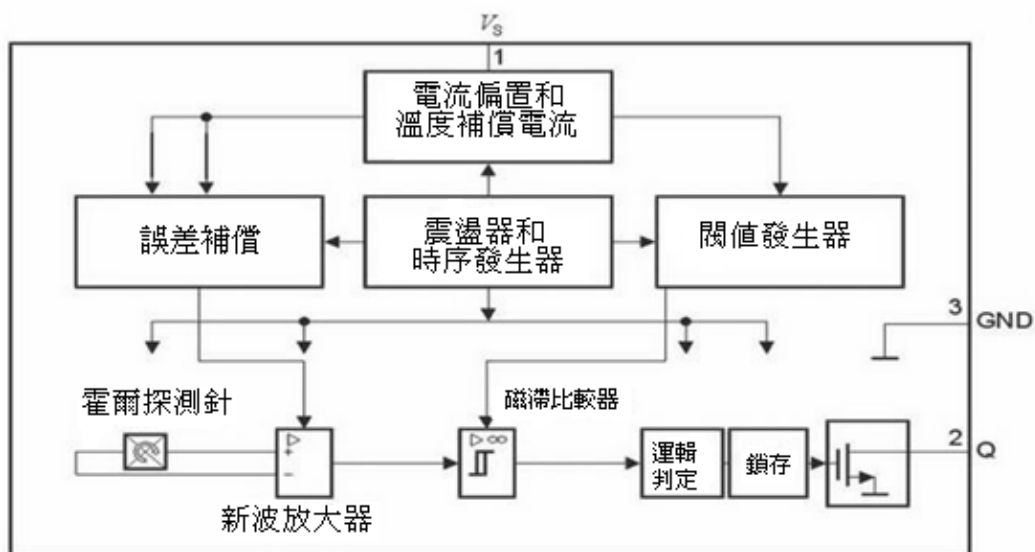 Vs
1
電流偏置和
溫度補償電流
誤差補償
震盪器和
時序發生器
閥值發生器
3
GND
霍爾探測針
磁滯比較器
2
Q
▷
+
−
▷∞
運輯
判定
鎖存
新波放大器